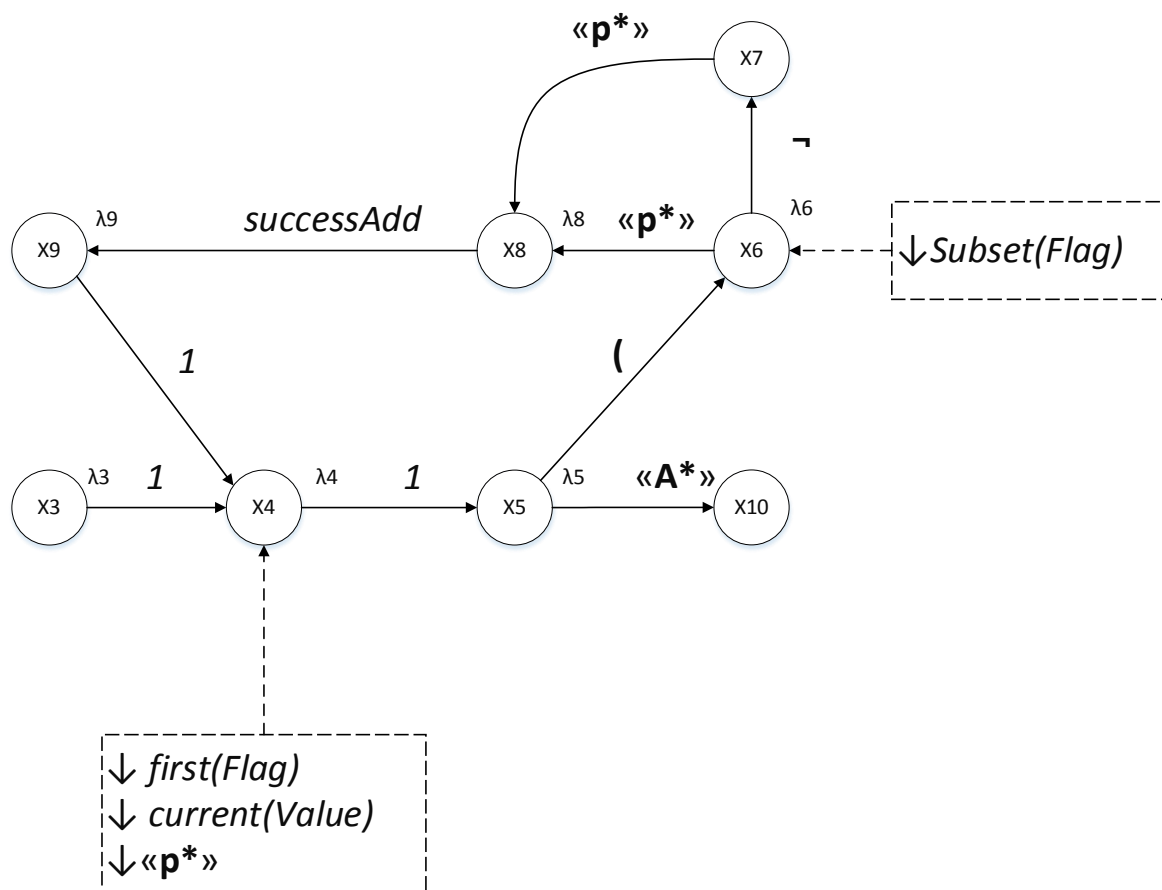 «p*»
X7
¬
λ9
successAdd
λ8
«p*»
λ6
X9
X8
X6
↓ Subset(Flag)
1
(
λ3
1
λ4
1
λ5
«A*»
X3
X4
X5
X10
↓ first(Flag)
↓ current(Value)
↓ «p*»